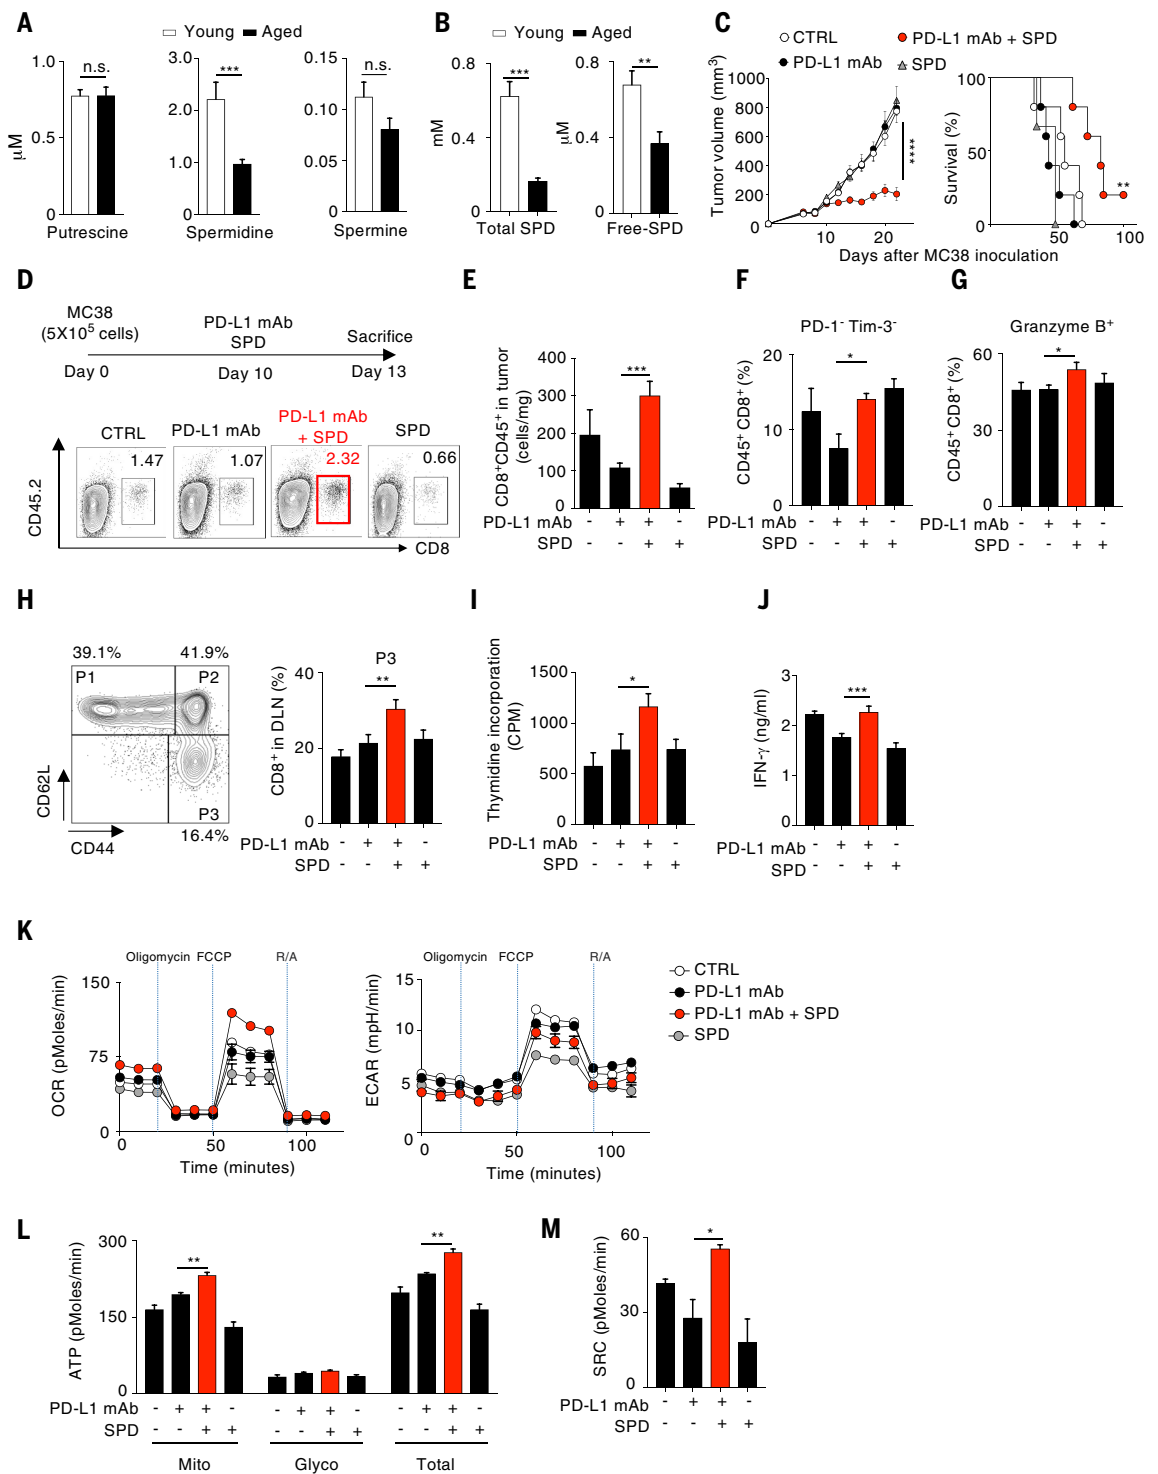 A
Young Aged
1.0
0.5
0
μM
n.s.
Putrescine
3.0
2.0
1.0
0
***
Spermidine
0.15
0.10
0.05
0
n.s.
Spermine
B
Young Aged
0.8
0.4
0
mM
***
Total SPD
0.8
0.4
0
μM
**
Free-SPD
C
CTRL
PD-L1 mAb + SPD
PD-L1 mAb
SPD
Tumor volume (mm³)
1000
800
600
400
200
0
****
10 20
Survival (%)
100
50
0
**
50 100
Days after MC38 inoculation
D
MC38
(5X10⁵ cells)
PD-L1 mAb
SPD
Sacrifice
Day 0
Day 10
Day 13
CTRL
PD-L1 mAb
PD-L1 mAb
+ SPD
SPD
1.47
1.07
2.32
0.66
CD45.2
CD8
E
CD8⁺CD45⁺ in tumor
(cells/mg)
400
300
200
100
0
***
PD-L1 mAb - + + -
SPD - - + +
F
PD-1⁻ Tim-3⁻
CD45⁺ CD8⁺ (%)
20
10
0
*
PD-L1 mAb - + + -
SPD - - + +
G
Granzyme B⁺
CD45⁺ CD8⁺ (%)
60
30
0
*
PD-L1 mAb - + + -
SPD - - + +
H
39.1% 41.9%
P1 P2
P3
16.4%
CD62L
CD44
P3
CD8⁺ in DLN (%)
40
20
0
**
PD-L1 mAb - + + -
SPD - - + +
I
Thymidine incorporation
(CPM)
1500
1000
500
0
*
PD-L1 mAb - + + -
SPD - - + +
J
IFN-γ (ng/ml)
3
2
1
0
***
PD-L1 mAb - + + -
SPD - - + +
K
Oligomycin FCCP R/A
OCR (pMoles/min)
150
75
0
0 50 100
Time (minutes)
Oligomycin FCCP R/A
ECAR (mpH/min)
15
10
5
0
0 50 100
Time (minutes)
CTRL
PD-L1 mAb
PD-L1 mAb + SPD
SPD
L
ATP (pMoles/min)
300
150
0
**
**
PD-L1 mAb - + + - - + + - - + + -
SPD - - + + - - + + - - + +
Mito Glyco Total
M
SRC (pMoles/min)
60
30
0
*
PD-L1 mAb - + + -
SPD - - + +